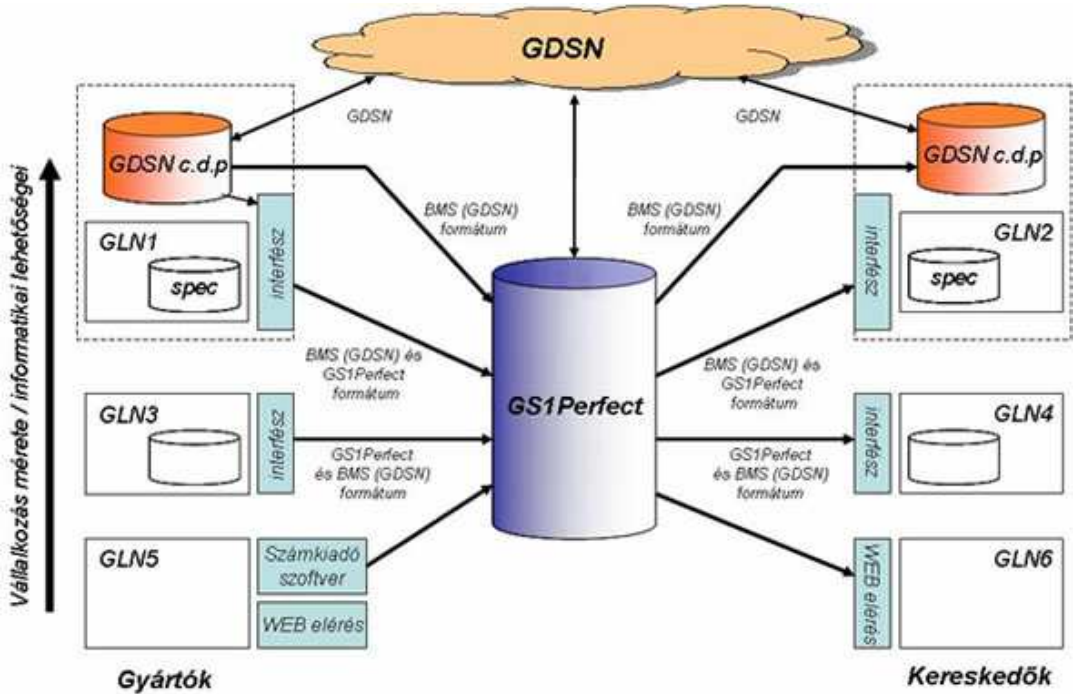 GDSN
GDSN
GDSN
GDSN c.d.p
GDSN c.d.p
BMS (GDSN)
formátum
BMS (GDSN)
formátum
GLN1
spec
interfész
interfész
GLN2
spec
Vállalkozás mérete / informatikai lehetőségei
GS1Perfect
BMS (GDSN) és
GS1Perfect
formátum
BMS (GDSN) és
GS1Perfect
formátum
GLN3
interfész
interfész
GLN4
GS1Perfect
és BMS (GDSN)
formátum
GS1Perfect
és BMS (GDSN)
formátum
GLN5
Számkiadó
szoftver
WEB elérés
WEB elérés
GLN6
Gyártók
Kereskedők